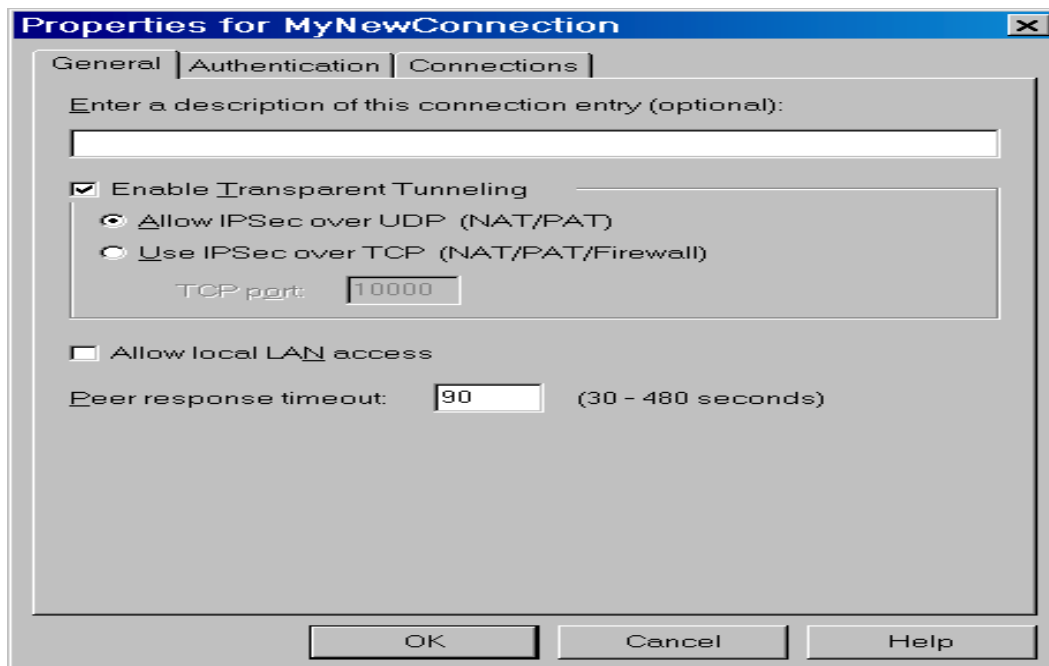 Properties for MyNewConnection
General Authentication Connections
Enter a description of this connection entry (optional):
Enable Transparent Tunneling
Allow IPSec over UDP (NAT/PAT)
Use IPSec over TCP (NAT/PAT/Firewall)
TCP port: 10000
Allow local LAN access
Peer response timeout: 90 (30 - 480 seconds)
OK Cancel Help